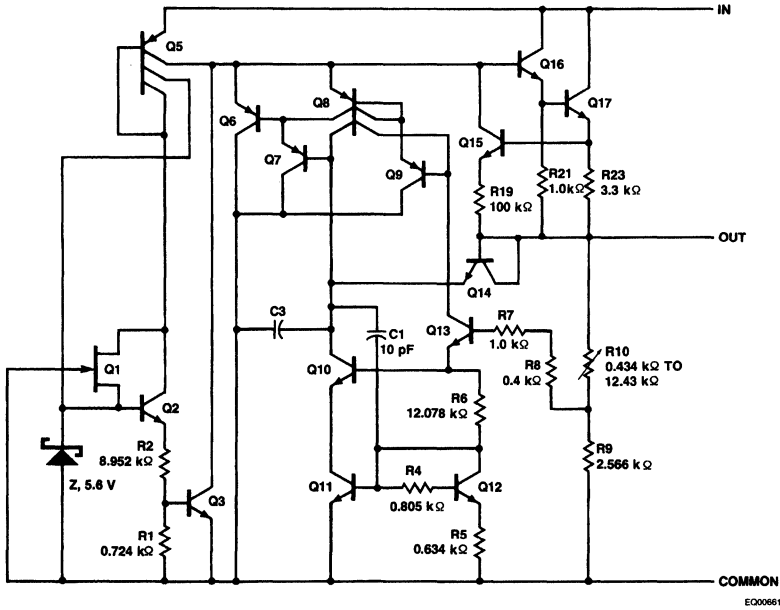 IN
Q5
Q16
Q17
Q8
Q6
Q7
Q9
Q15
R19
100 kΩ
R21
1.0kΩ
R23
3.3 kΩ
OUT
Q14
C3
C1
10 pF
Q13
R7
1.0 kΩ
R8
0.4 kΩ
R10
0.434 kΩ TO
12.43 kΩ
Q1
Q10
Q2
R6
12.078 kΩ
R2
8.952 kΩ
R9
2.566 kΩ
Z, 5.6 V
Q3
Q11
R4
0.805 kΩ
Q12
R1
0.724 kΩ
R5
0.634 kΩ
COMMON
EQ00661